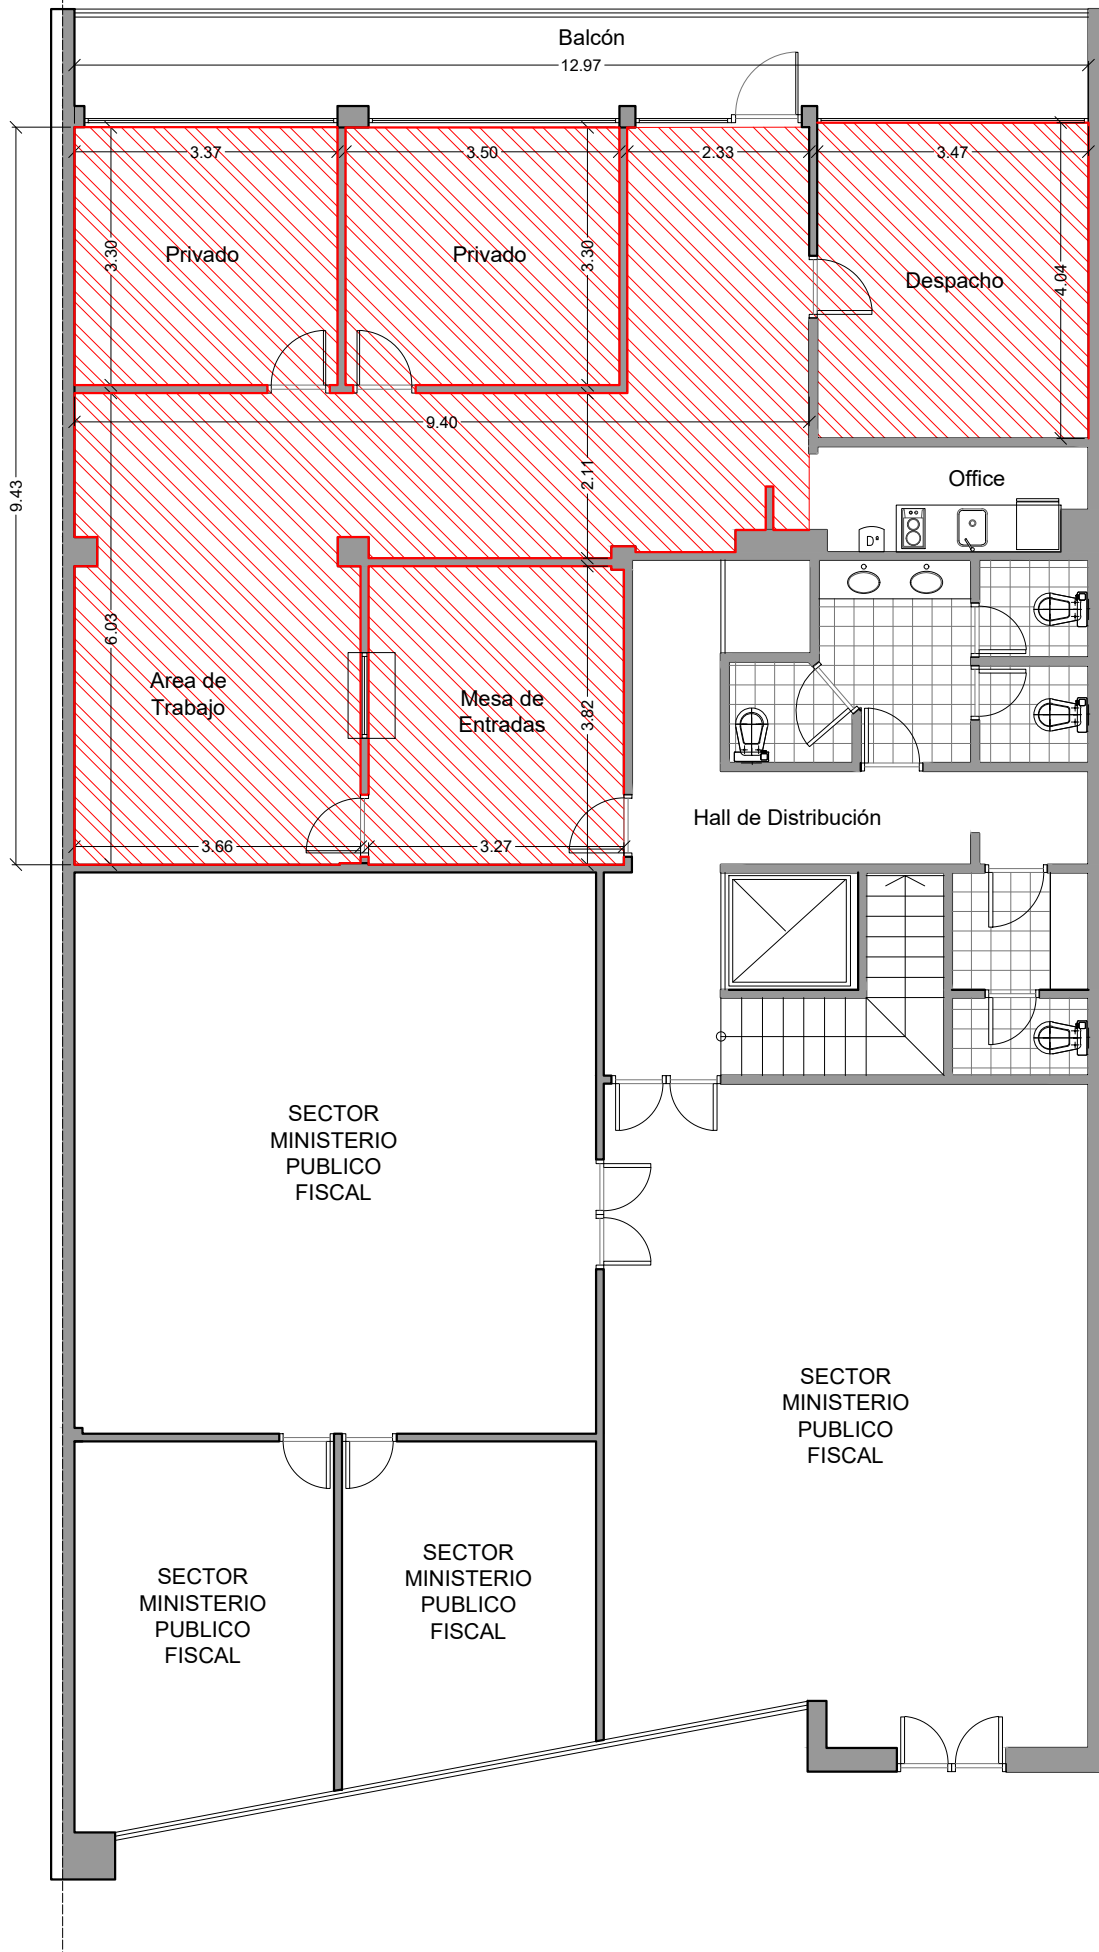 Balcón
12.97
3.37
3.50
2.33
3.47
3.30
Privado
3.30
Privado
Despacho
4.04
9.40
9.43
2.11
Office
D°
6.03
Area de
Trabajo
Mesa de
Entradas
3.82
Hall de Distribución
3.66
3.27
SECTOR
MINISTERIO
PUBLICO
FISCAL
SECTOR
MINISTERIO
PUBLICO
FISCAL
SECTOR
MINISTERIO
PUBLICO
FISCAL
SECTOR
MINISTERIO
PUBLICO
FISCAL